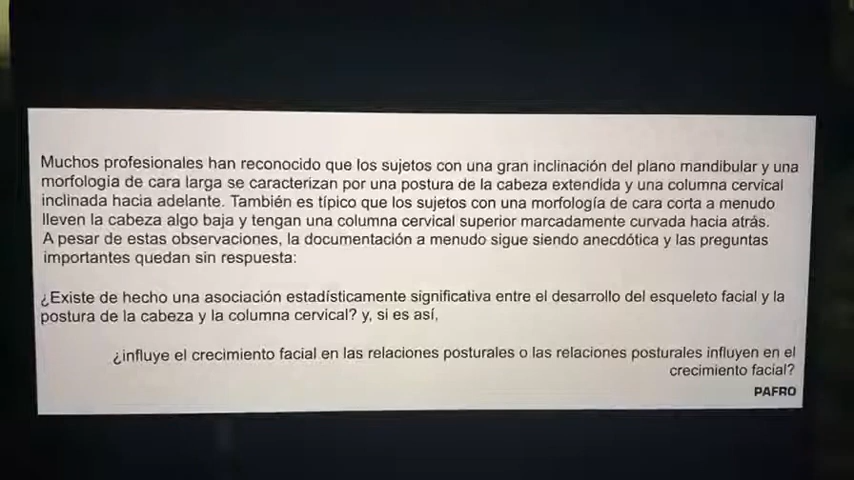 Muchos profesionales han reconocido que los sujetos con una gran inclinación del plano mandibular y una
morfología de cara larga se caracterizan por una postura de la cabeza extendida y una columna cervical
inclinada hacia adelante. También es típico que los sujetos con una morfología de cara corta a menudo
lleven la cabeza algo baja y tengan una columna cervical superior marcadamente curvada hacia atrás.
A pesar de estas observaciones, la documentación a menudo sigue siendo anecdótica y las preguntas
importantes quedan sin respuesta:
¿Existe de hecho una asociación estadísticamente significativa entre el desarrollo del esqueleto facial y la
postura de la cabeza y la columna cervical? y, si es así,
¿influye el crecimiento facial en las relaciones posturales o las relaciones posturales influyen en el
crecimiento facial?
PAFRO